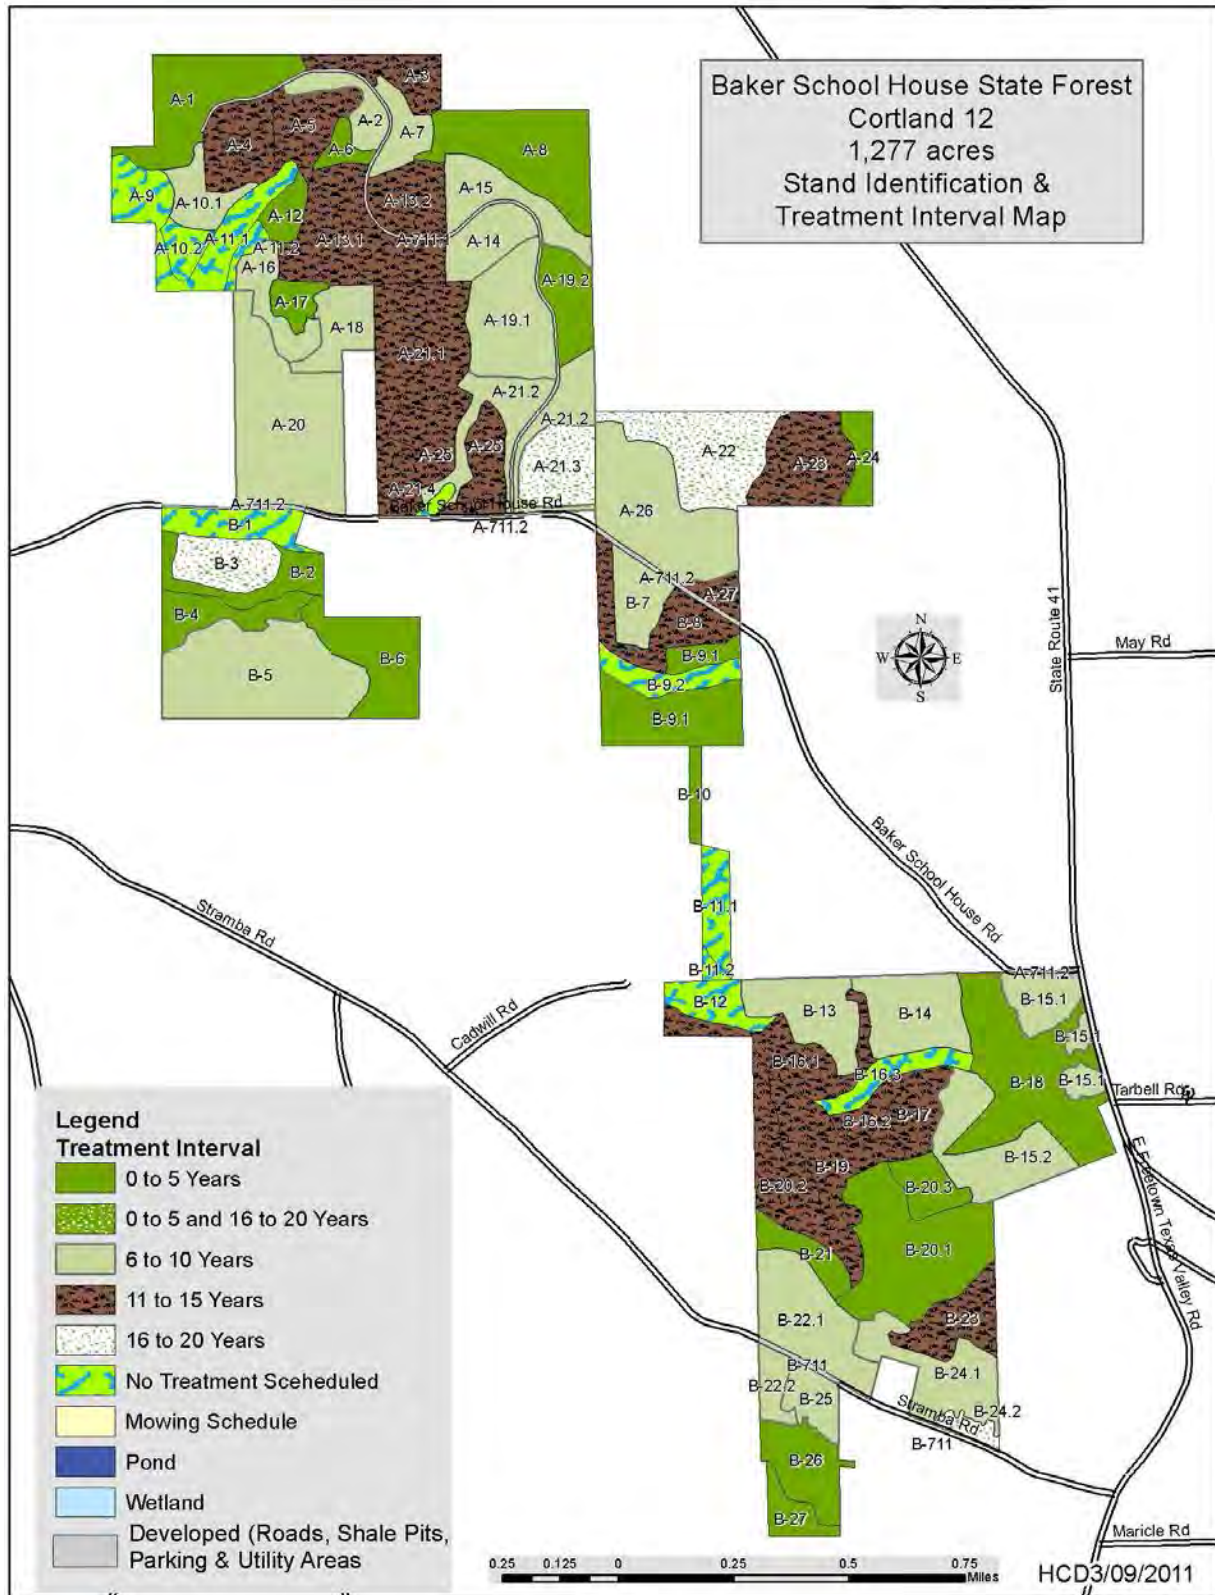 Baker School House State Forest
Cortland 12
1,277 acres
Stand Identification &
Treatment Interval Map
A-1
A-3
A-2
A-5
A-4
A-7
A-6
A-8
A-9
A-10.1
A-15
A-13.2
A-12
A-10.2
A-11.1
A-11.2
A-13.1
A-711.1
A-14
A-16
A-19.2
A-17
A-18
A-19.1
A-21.1
A-21.2
A-21.2
A-20
A-25
A-25
A-21.3
A-21.4
A-22
A-23
A-24
A-26
A-711.2
Baker School House Rd
A-711.2
B-1
B-3
B-2
B-4
B-5
B-6
A-711.2
B-7
A-27
B-8
B-9.1
B-9.2
B-9.1
N
W
E
S
State Route 41
May Rd
B-10
Baker School House Rd
B-11.1
Stramba Rd
B-11.2
A-711.2
Cadwill Rd
B-12
B-13
B-14
B-15.1
B-15.1
B-16.1
B-16.3
B-18
B-15.1
Tarbell Rd
B-16.2
B-17
B-15.2
B-19
B-20.2
B-20.3
E Freetown Texas Valley Rd
B-21
B-20.1
B-22.1
B-23
B-711
B-24.1
B-22.2
B-25
B-24.2
Stramba Rd
B-711
B-26
B-27
Maricle Rd
Legend
Treatment Interval
0 to 5 Years
0 to 5 and 16 to 20 Years
6 to 10 Years
11 to 15 Years
16 to 20 Years
No Treatment Sceheduled
Mowing Schedule
Pond
Wetland
Developed (Roads, Shale Pits,
Parking & Utility Areas
0.25 0.125 0 0.25 0.5 0.75
Miles
HCD3/09/2011